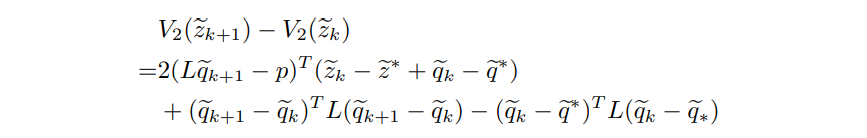 $V_2(\widetilde{z}_{k+1}) - V_2(\widetilde{z}_k)$
$=2(L\widetilde{q}_{k+1} - p)^T(\widetilde{z}_k - \widetilde{z}^* + \widetilde{q}_k - \widetilde{q}^*)$
$+ (\widetilde{q}_{k+1} - \widetilde{q}_k)^T L(\widetilde{q}_{k+1} - \widetilde{q}_k) - (\widetilde{q}_k - \widetilde{q}^*)^T L(\widetilde{q}_k - \widetilde{q}_*)$